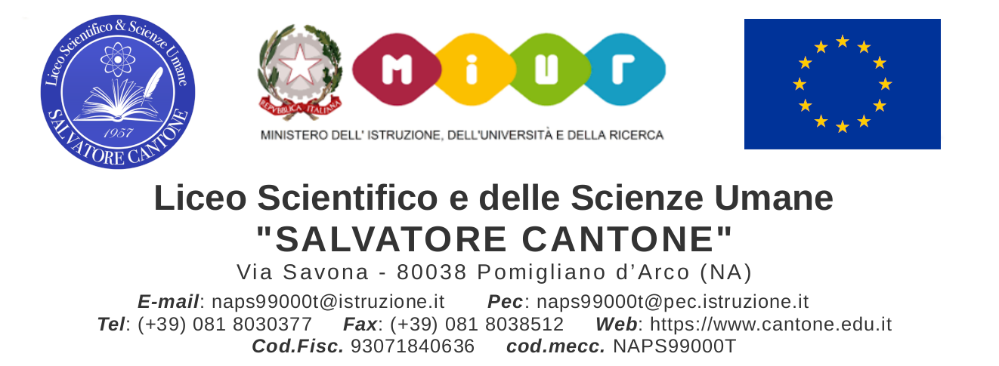 Liceo Scientifico & Scienze Umane
1957
SALVATORE CANTONE
REPVBBLICA ITALIANA
MiUr
MINISTERO DELL' ISTRUZIONE, DELL'UNIVERSITÀ E DELLA RICERCA
Liceo Scientifico e delle Scienze Umane
"SALVATORE CANTONE"
Via Savona - 80038 Pomigliano d’Arco (NA)
E-mail: naps99000t@istruzione.it Pec: naps99000t@pec.istruzione.it
Tel: (+39) 081 8030377 Fax: (+39) 081 8038512 Web: https://www.cantone.edu.it
Cod.Fisc. 93071840636 cod.mecc. NAPS99000T